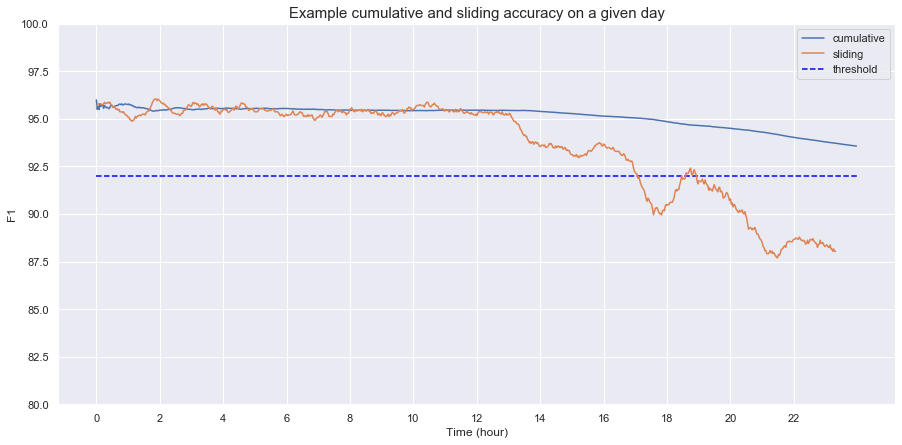 Example cumulative and sliding accuracy on a given day
100.0
97.5
95.0
92.5
90.0
87.5
85.0
82.5
80.0
F1
cumulative
sliding
threshold
0 2 4 6 8 10 12 14 16 18 20 22
Time (hour)